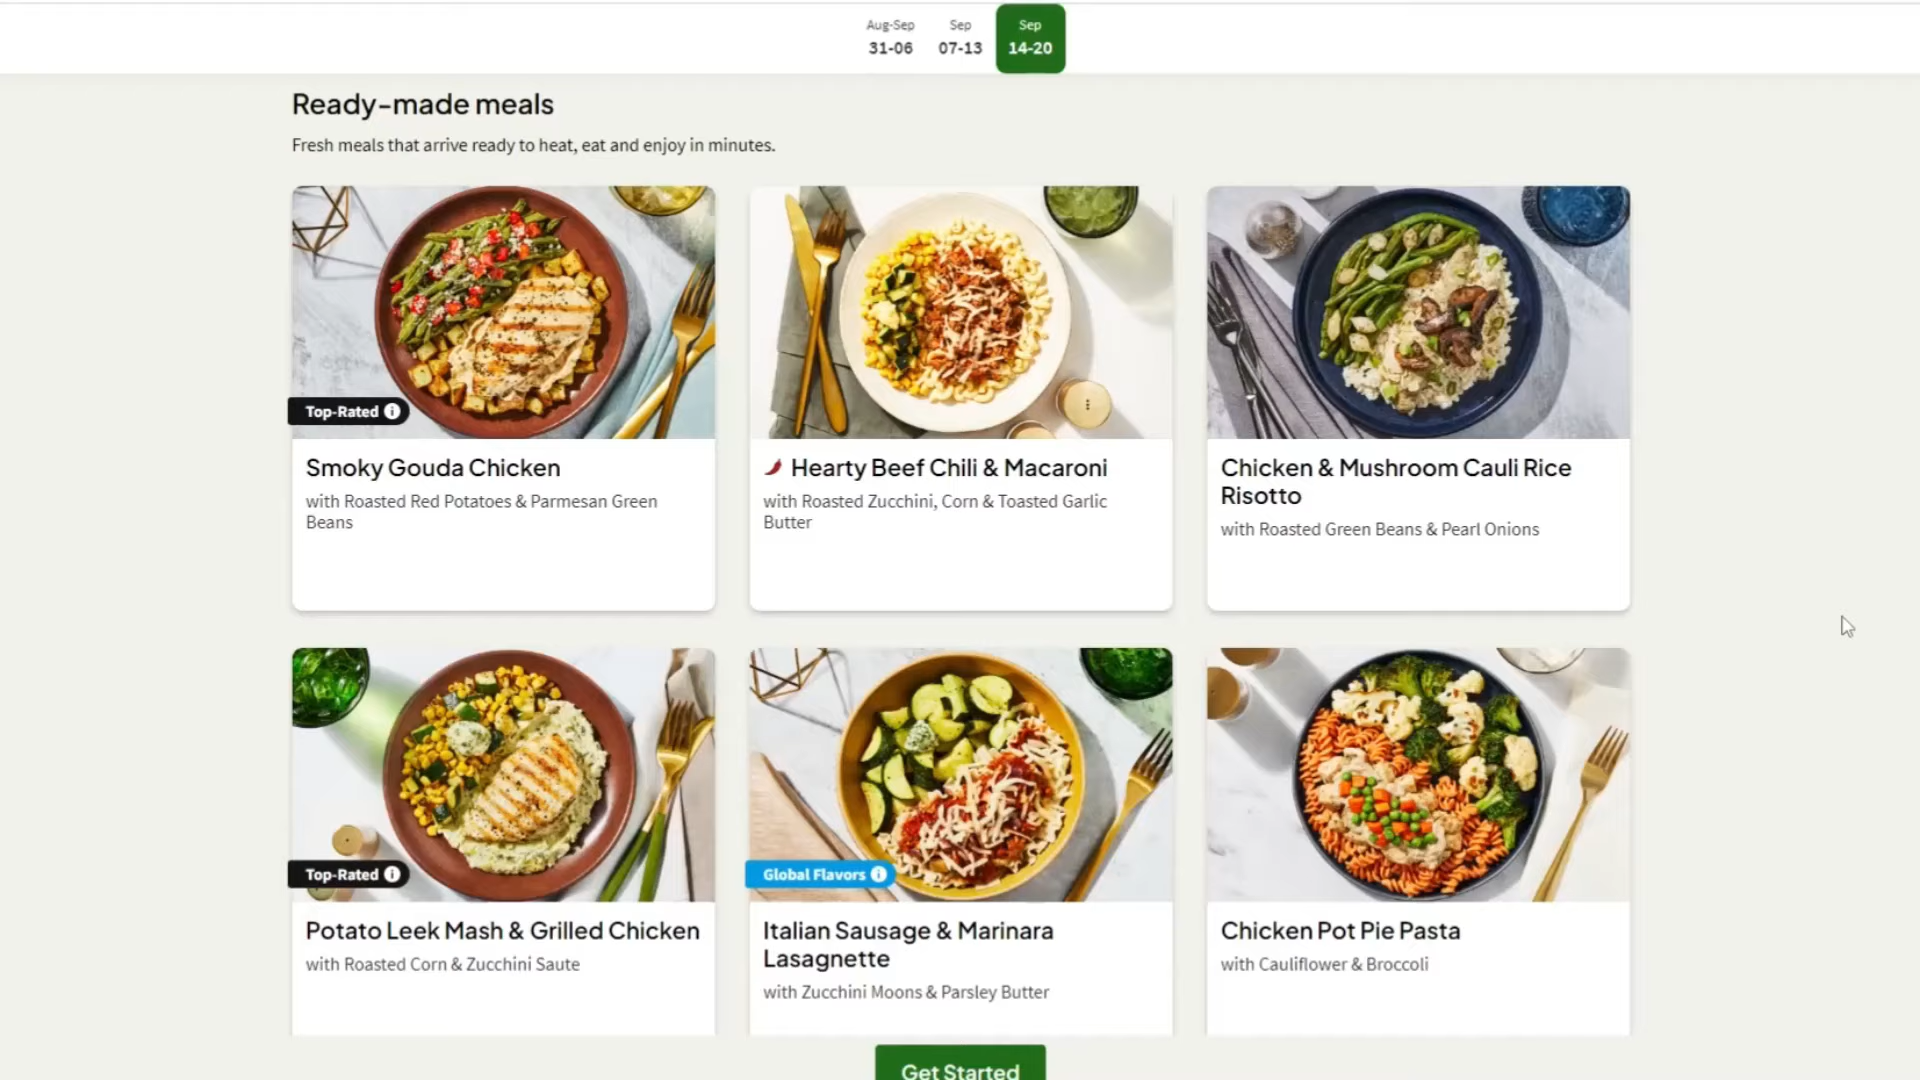 Aug-Sep
31-06
Sep
07-13
Sep
14-20
Ready-made meals
Fresh meals that arrive ready to heat, eat and enjoy in minutes.
Top-Rated
Smoky Gouda Chicken
with Roasted Red Potatoes & Parmesan Green
Beans
Hearty Beef Chili & Macaroni
with Roasted Zucchini, Corn & Toasted Garlic
Butter
Chicken & Mushroom Cauli Rice
Risotto
with Roasted Green Beans & Pearl Onions
Top-Rated
Potato Leek Mash & Grilled Chicken
with Roasted Corn & Zucchini Saute
Global Flavors
Italian Sausage & Marinara
Lasagnette
with Zucchini Moons & Parsley Butter
Chicken Pot Pie Pasta
with Cauliflower & Broccoli
Get Started